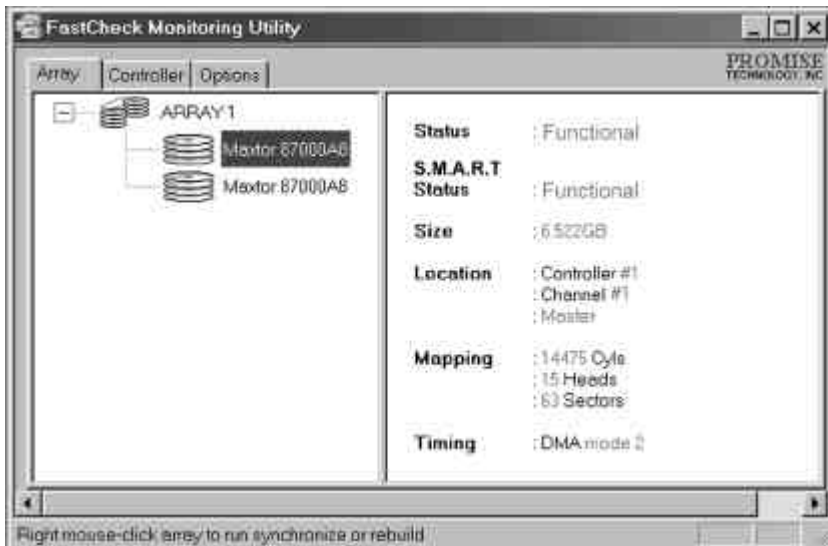 FastCheck Monitoring Utility
PROMISE
TECHNOLOGY, INC
Array Controller Options
ARRAY 1
Maxtor 87000A8
Maxtor 87000A8
Status : Functional
S.M.A.R.T
Status : Functional
Size : 6.522GB
Location : Controller #1
: Channel #1
: Master
Mapping : 14475 Cyls
: 15 Heads
: 63 Sectors
Timing : DMA mode 2
Right mouse-click array to run synchronize or rebuild